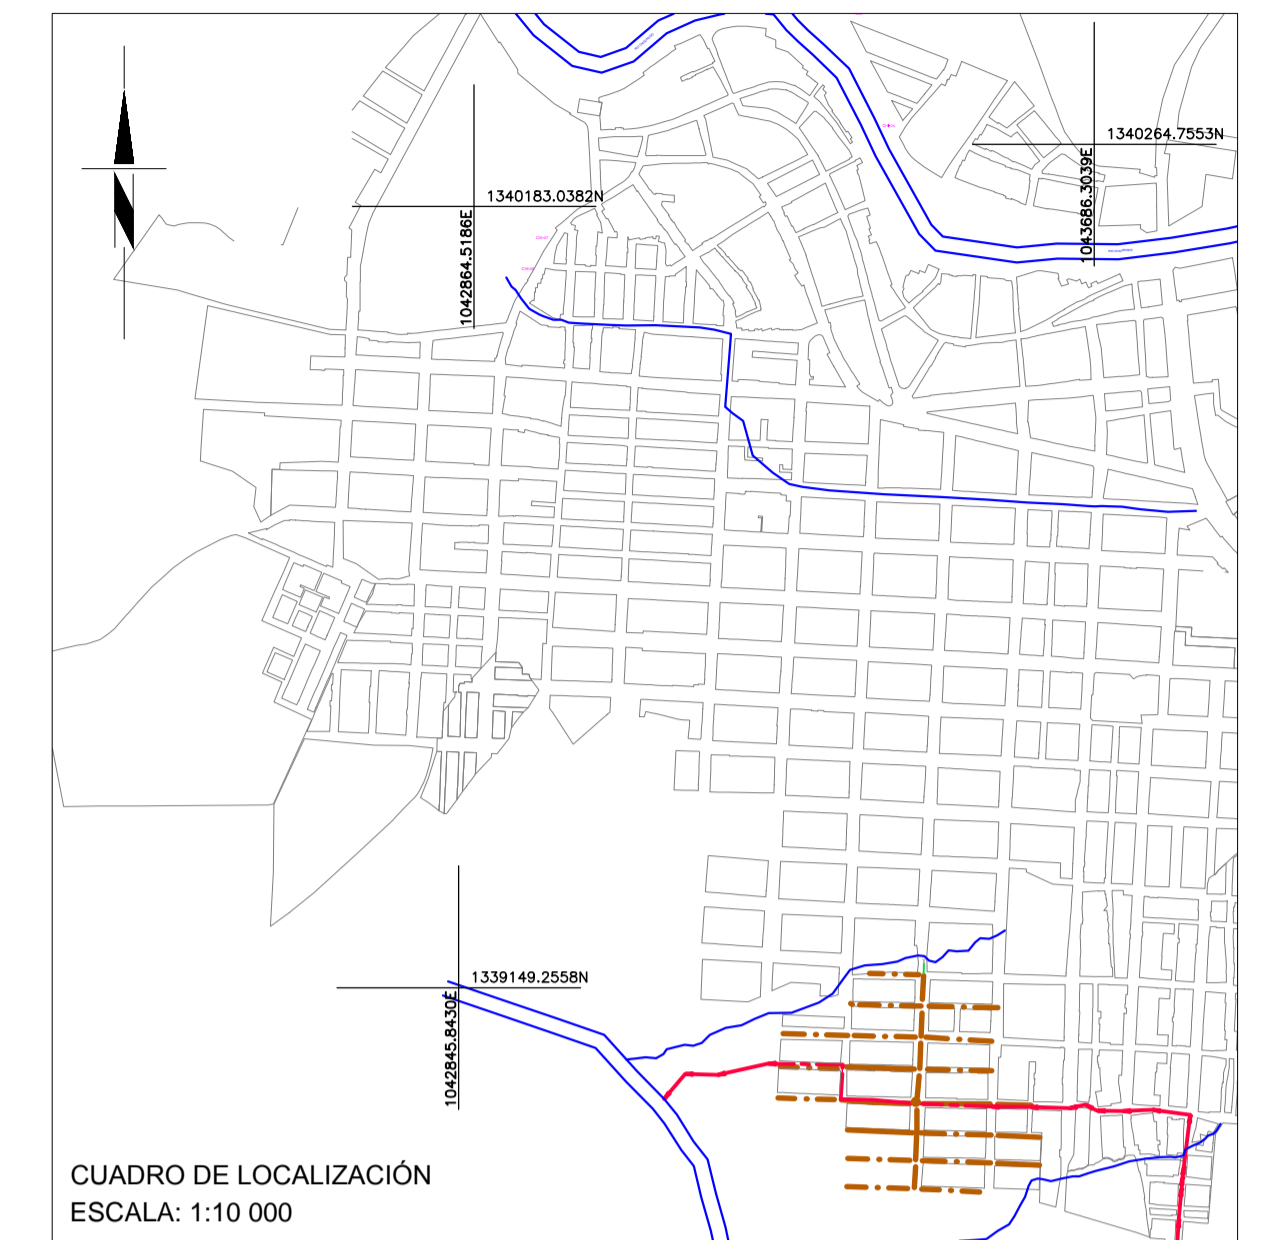 1340264.7553N
1043686.3039E
1340183.0382N
1042864.5186E
1339149.2558N
1042845.8430E
CUADRO DE LOCALIZACIÓN
ESCALA: 1:10 000